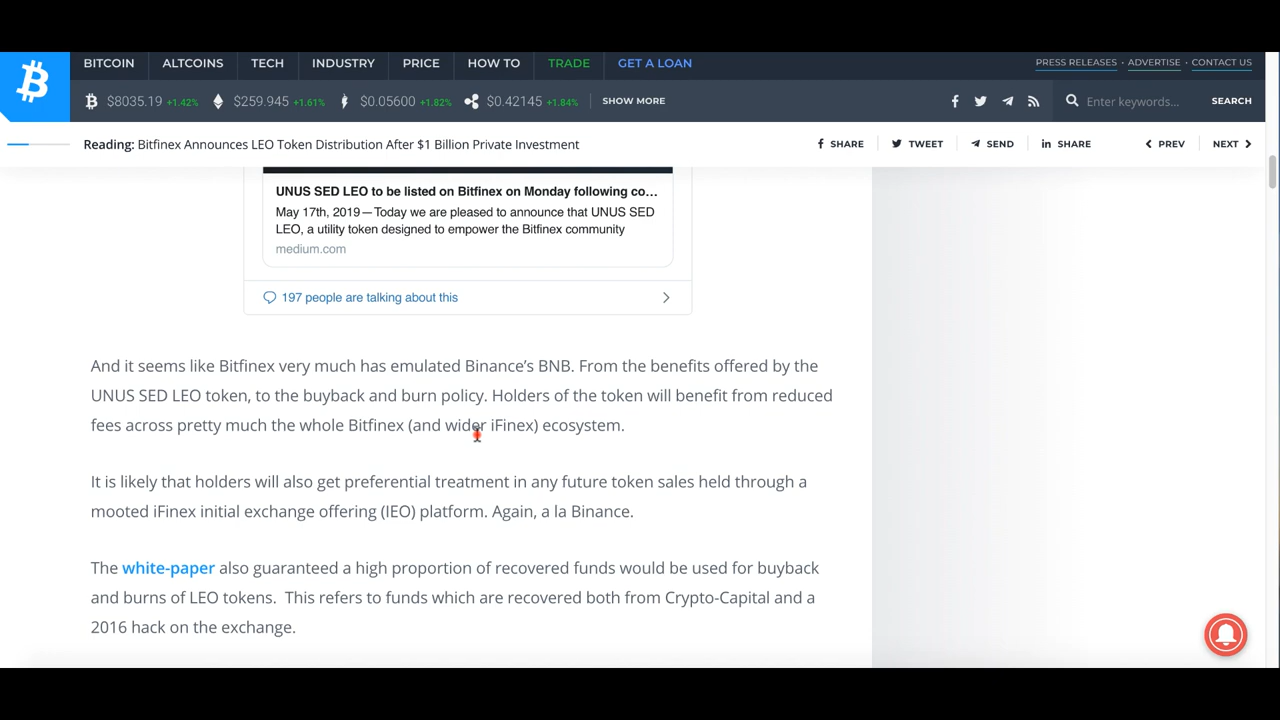 BITCOIN ALTCOINS TECH INDUSTRY PRICE HOW TO TRADE GET A LOAN PRESS RELEASES · ADVERTISE · CONTACT US
$8035.19 +1.42% $259.945 +1.61% $0.05600 +1.82% $0.42145 +1.84% SHOW MORE Enter keywords... SEARCH
Reading: Bitfinex Announces LEO Token Distribution After $1 Billion Private Investment SHARE TWEET SEND SHARE PREV NEXT
UNUS SED LEO to be listed on Bitfinex on Monday following co...
May 17th, 2019 — Today we are pleased to announce that UNUS SED
LEO, a utility token designed to empower the Bitfinex community
medium.com
197 people are talking about this
And it seems like Bitfinex very much has emulated Binance’s BNB. From the benefits offered by the
UNUS SED LEO token, to the buyback and burn policy. Holders of the token will benefit from reduced
fees across pretty much the whole Bitfinex (and wider iFinex) ecosystem.
It is likely that holders will also get preferential treatment in any future token sales held through a
mooted iFinex initial exchange offering (IEO) platform. Again, a la Binance.
The white-paper also guaranteed a high proportion of recovered funds would be used for buyback
and burns of LEO tokens.  This refers to funds which are recovered both from Crypto-Capital and a
2016 hack on the exchange.